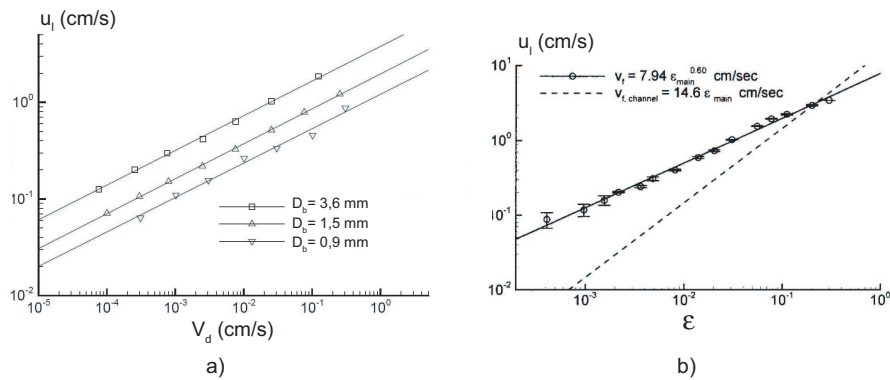 u_l (cm/s)
10^0
10^-1
10^-2
10^-5
10^-4
10^-3
10^-2
10^-1
10^0
D_b = 3,6 mm
D_b = 1,5 mm
D_b = 0,9 mm
V_d (cm/s)
a)
u_l (cm/s)
10^1
10^0
10^-1
10^-2
10^-3
10^-2
10^-1
10^0
v_f = 7.94 ε_main^0.60 cm/sec
v_f, channel = 14.6 ε_main cm/sec
ε
b)